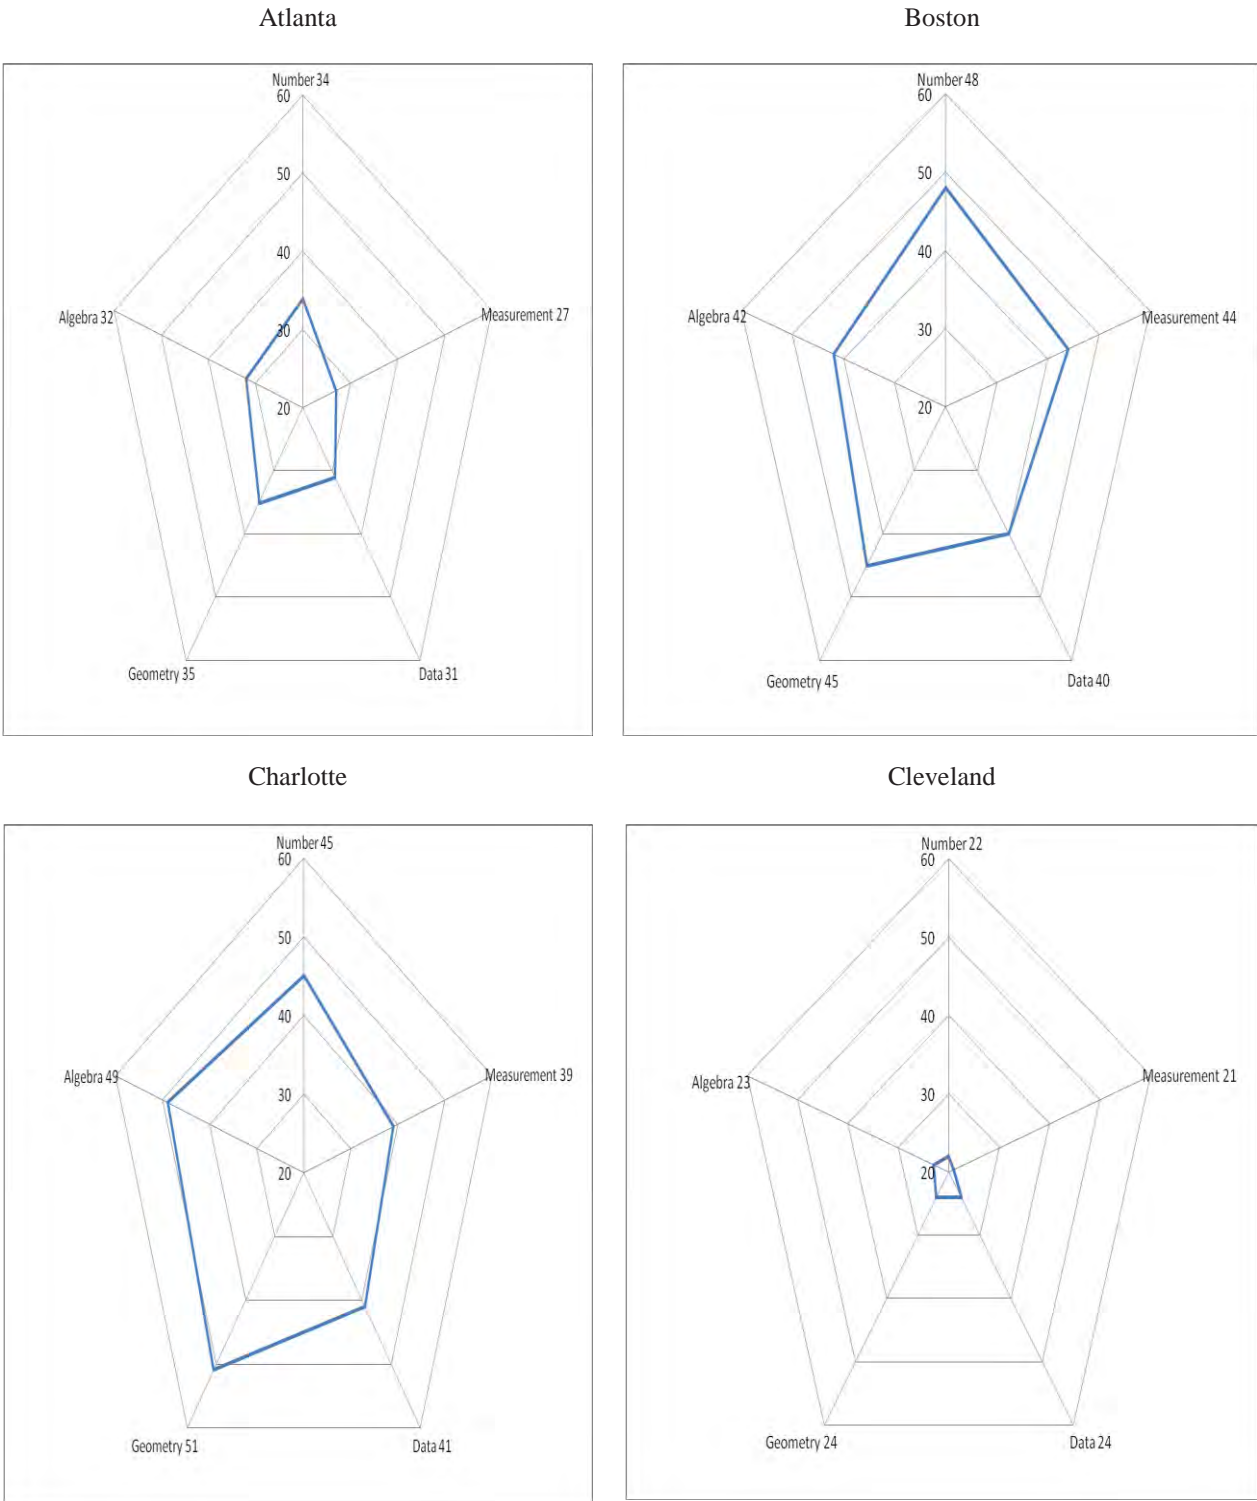 Atlanta
Number 34
60
50
40
30
20
Algebra 32
Measurement 27
Geometry 35
Data 31
Boston
Number 48
60
50
40
30
20
Algebra 42
Measurement 44
Geometry 45
Data 40
Charlotte
Number 45
60
50
40
30
20
Algebra 49
Measurement 39
Geometry 51
Data 41
Cleveland
Number 22
60
50
40
30
20
Algebra 23
Measurement 21
Geometry 24
Data 24